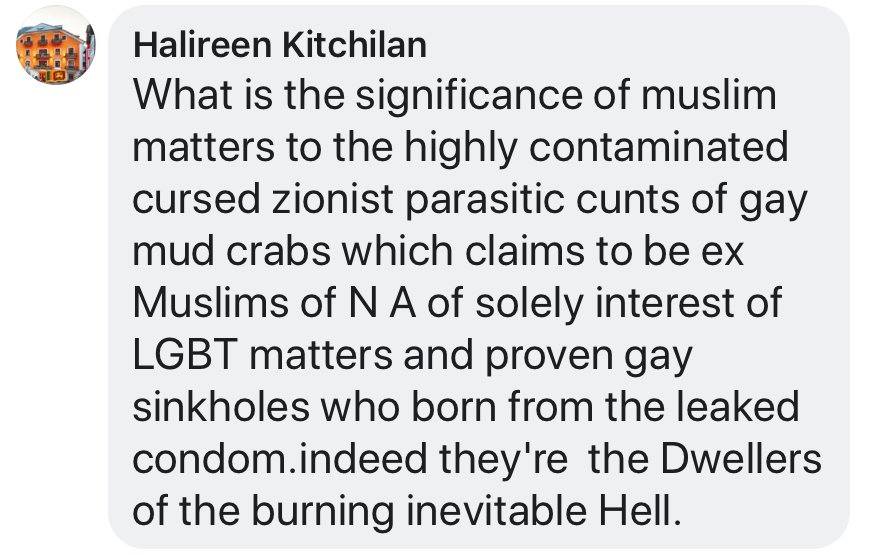 Halireen Kitchilan
What is the significance of muslim
matters to the highly contaminated
cursed zionist parasitic cunts of gay
mud crabs which claims to be ex
Muslims of N A of solely interest of
LGBT matters and proven gay
sinkholes who born from the leaked
condom.indeed they're  the Dwellers
of the burning inevitable Hell.